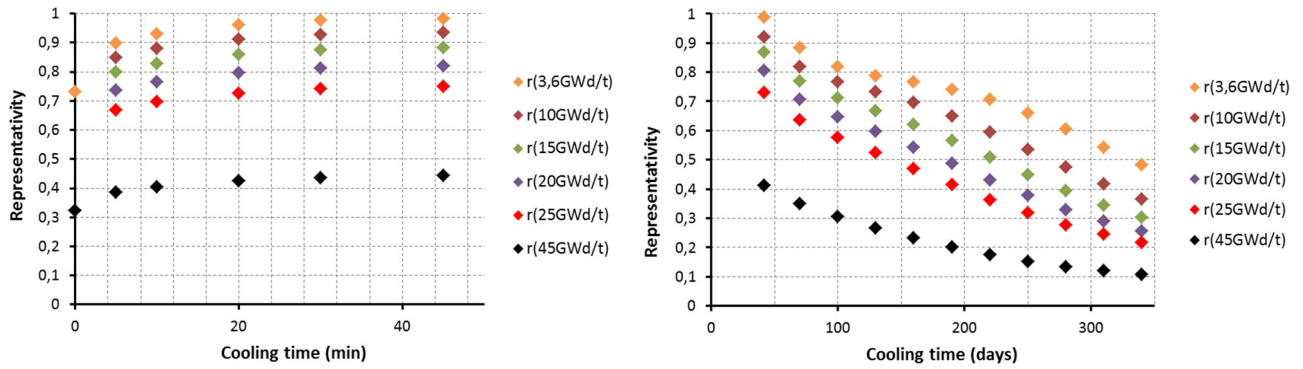 1
0,9
0,8
0,7
0,6
0,5
0,4
0,3
0,2
0,1
0
Representativity
0 20 40
Cooling time (min)
r(3,6GWd/t)
r(10GWd/t)
r(15GWd/t)
r(20GWd/t)
r(25GWd/t)
r(45GWd/t)
1
0,9
0,8
0,7
0,6
0,5
0,4
0,3
0,2
0,1
0
Representativity
0 100 200 300
Cooling time (days)
r(3,6GWd/t)
r(10GWd/t)
r(15GWd/t)
r(20GWd/t)
r(25GWd/t)
r(45GWd/t)